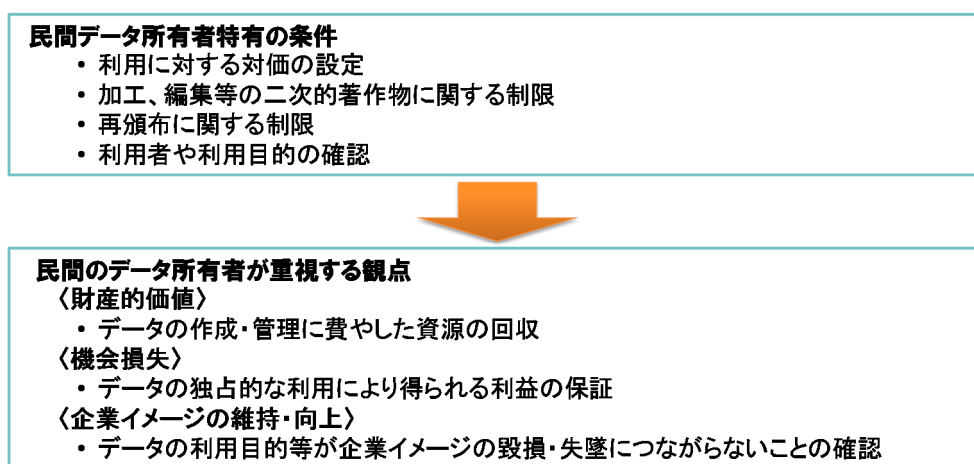 民間データ所有者特有の条件
• 利用に対する対価の設定
• 加工、編集等の二次的著作物に関する制限
• 再頒布に関する制限
• 利用者や利用目的の確認
民間のデータ所有者が重視する観点
〈財産的価値〉
• データの作成・管理に費やした資源の回収
〈機会損失〉
• データの独占的な利用により得られる利益の保証
〈企業イメージの維持・向上〉
• データの利用目的等が企業イメージの毀損・失墜につながらないことの確認